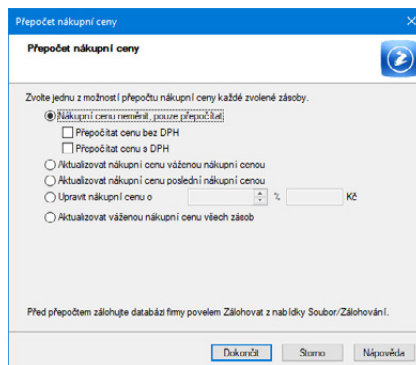 Přepočet nákupní ceny
Přepočet nákupní ceny
Zvolte jednu z možností přepočtu nákupní ceny každé zvolené zásoby.
Nákupní cenu neměnit, pouze přepočítat:
Přepočítat cenu bez DPH
Přepočítat cenu s DPH
Aktualizovat nákupní cenu váženou nákupní cenou
Aktualizovat nákupní cenu poslední nákupní cenou
Upravit nákupní cenu o % Kč
Aktualizovat váženou nákupní cenu všech zásob
Před přepočtem zálohujte databázi firmy povelem Zálohovat z nabídky Soubor/Zálohování.
Dokončit Storno Nápověda